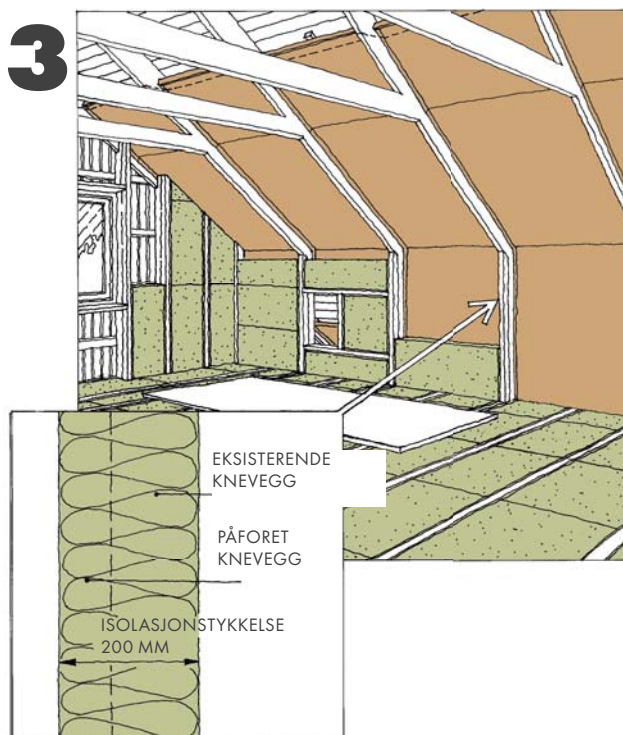 3
EKSISTERENDE
KNEVEGG
PÅFORET
KNEVEGG
ISOLASJONSTYKKELSE
200 MM